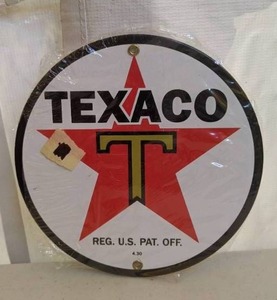 TEXACO
T
REG. U.S. PAT. OFF.